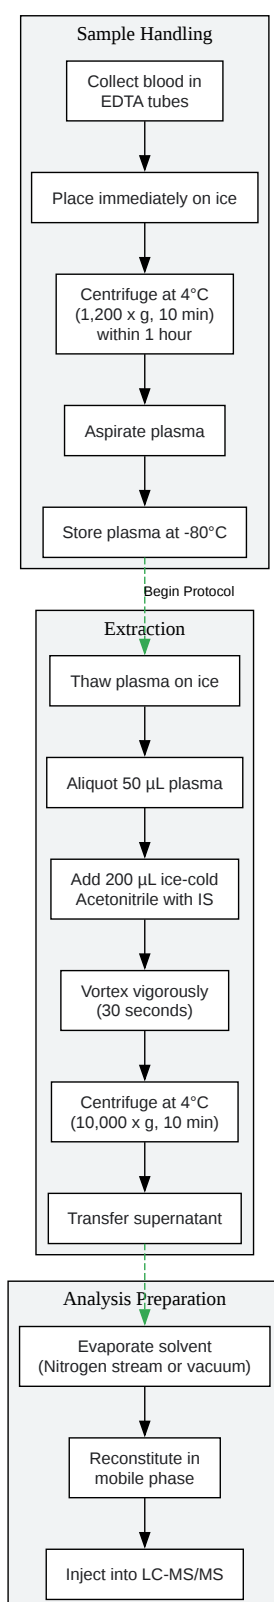 Sample Handling
Collect blood in
EDTA tubes
Place immediately on ice
Centrifuge at 4°C
(1,200 x g, 10 min)
within 1 hour
Aspirate plasma
Store plasma at -80°C
Begin Protocol
Extraction
Thaw plasma on ice
Aliquot 50 µL plasma
Add 200 µL ice-cold
Acetonitrile with IS
Vortex vigorously
(30 seconds)
Centrifuge at 4°C
(10,000 x g, 10 min)
Transfer supernatant
Analysis Preparation
Evaporate solvent
(Nitrogen stream or vacuum)
Reconstitute in
mobile phase
Inject into LC-MS/MS